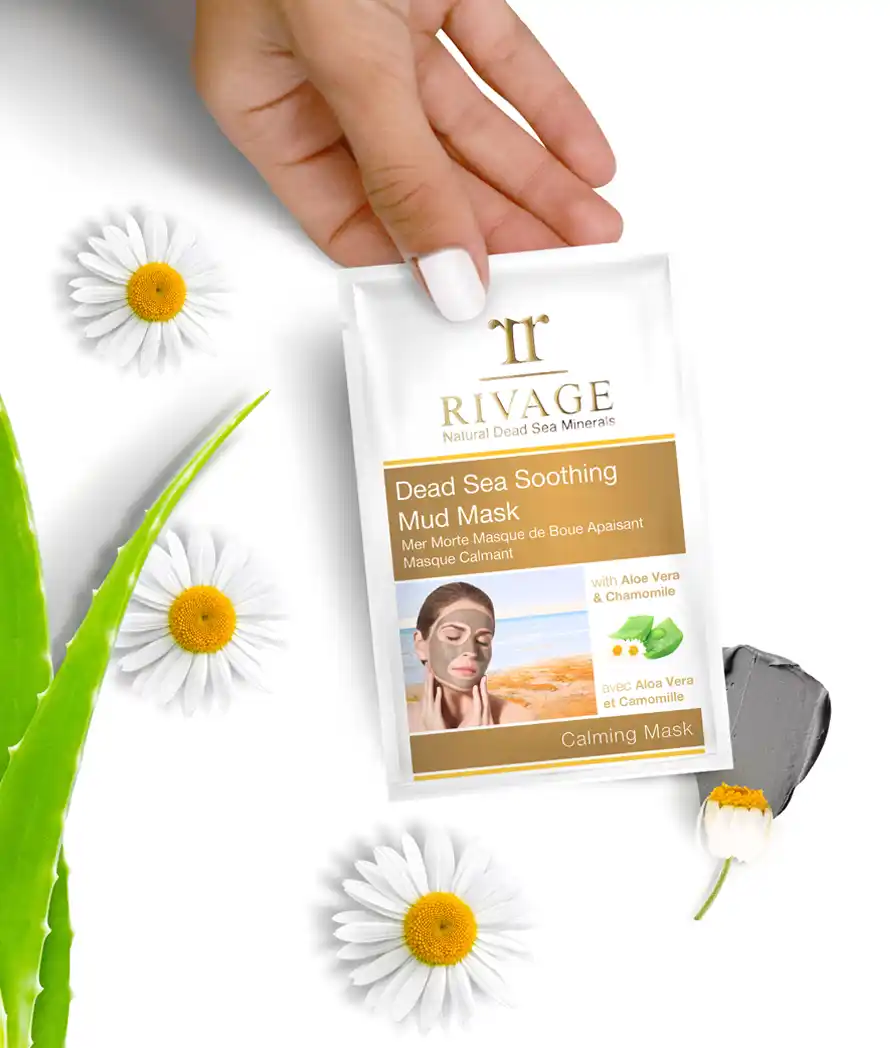 RIVAGE
Natural Dead Sea Minerals
Dead Sea Soothing
Mud Mask
Mer Morte Masque de Boue Apaisant
Masque Calmant
with Aloe Vera
& Chamomile
avec Aloa Vera
et Camomille
Calming Mask